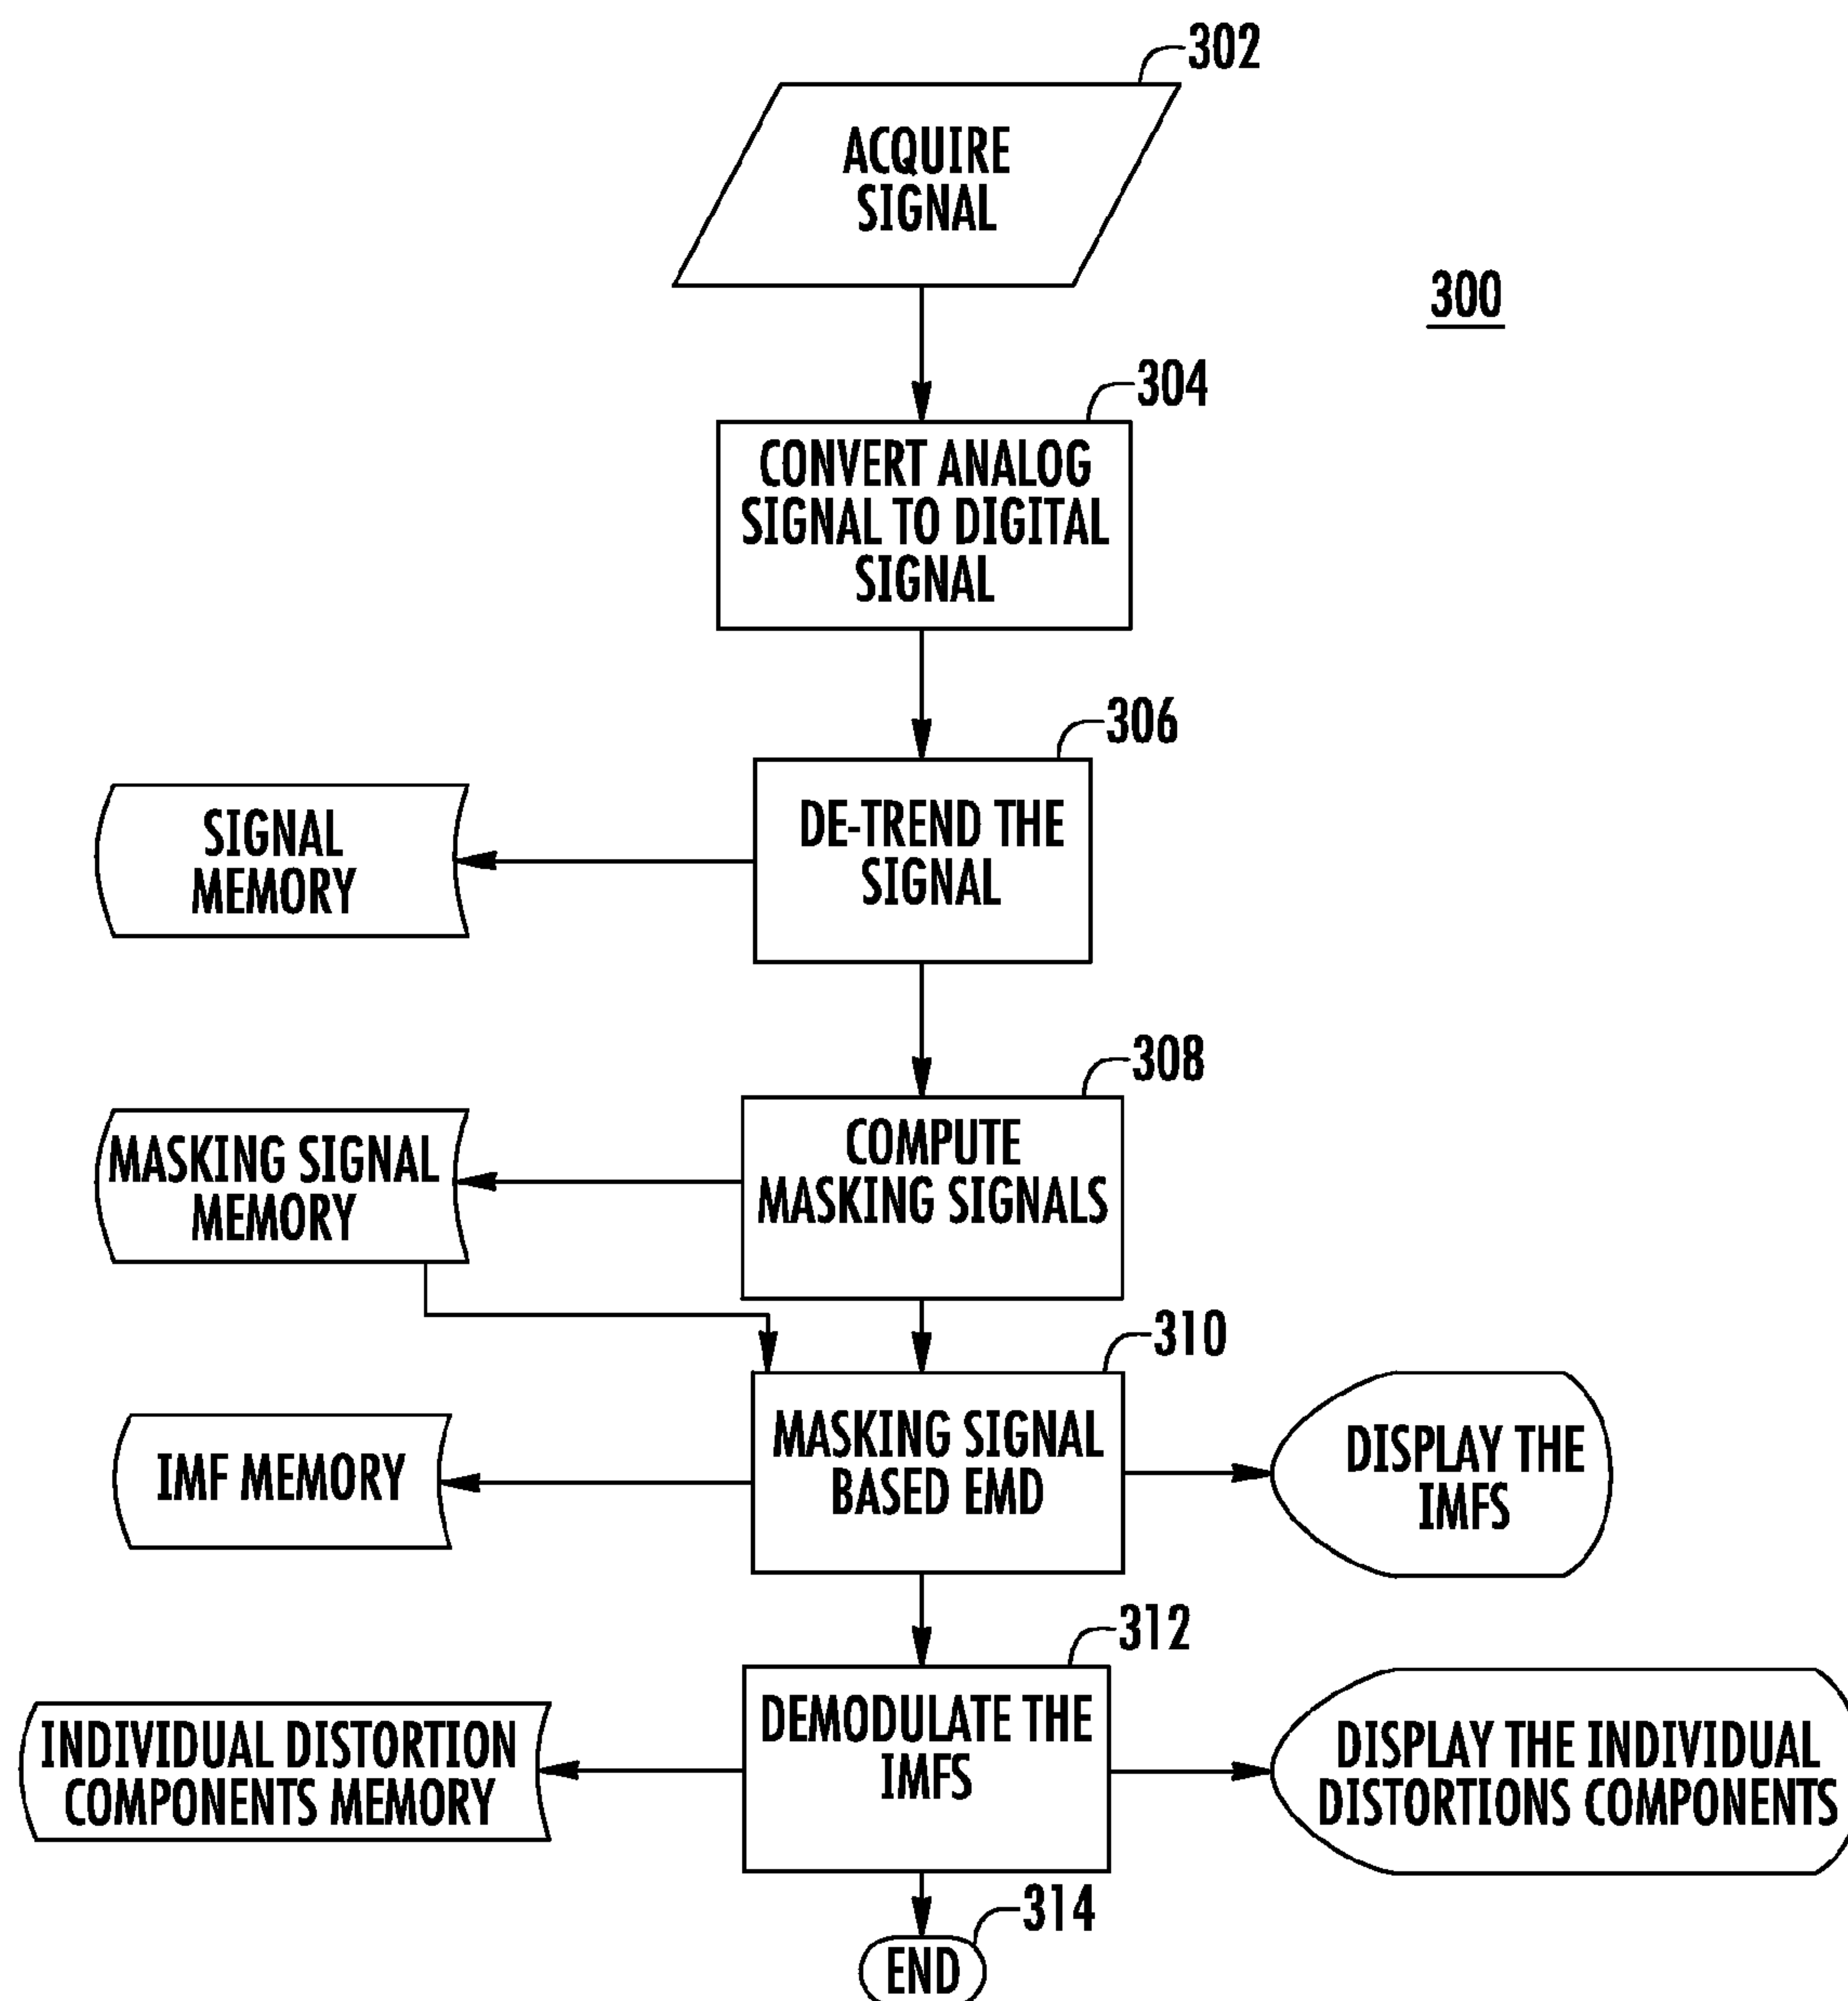 302
ACQUIRE
SIGNAL
300
304
CONVERT ANALOG
SIGNAL TO DIGITAL
SIGNAL
306
DE-TREND THE
SIGNAL
SIGNAL
MEMORY
308
COMPUTE
MASKING SIGNALS
MASKING SIGNAL
MEMORY
310
MASKING SIGNAL
BASED EMD
IMF MEMORY
DISPLAY THE
IMFS
312
DEMODULATE THE
IMFS
INDIVIDUAL DISTORTION
COMPONENTS MEMORY
DISPLAY THE INDIVIDUAL
DISTORTIONS COMPONENTS
314
END